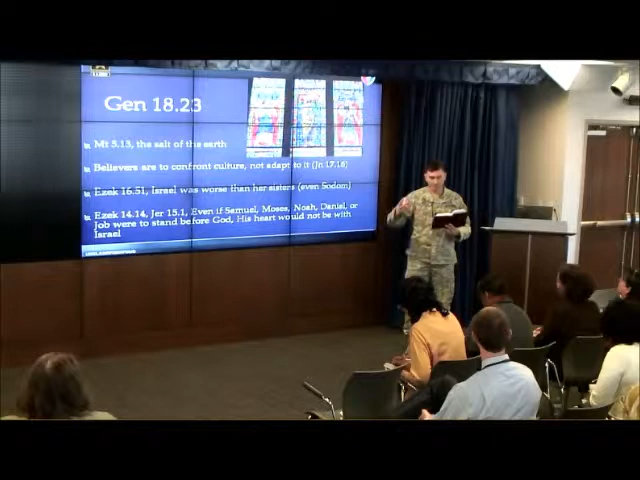 Gen 18.23
Mt 5.13, the salt of the earth
Believers are to confront culture, not adapt to it (Jn 17.16)
Ezek 16.51, Israel was worse than her sisters (even Sodom)
Ezek 14.14, Jer 15.1, Even if Samuel, Moses, Noah, Daniel, or
Job were to stand before God, His heart would not be with
Israel